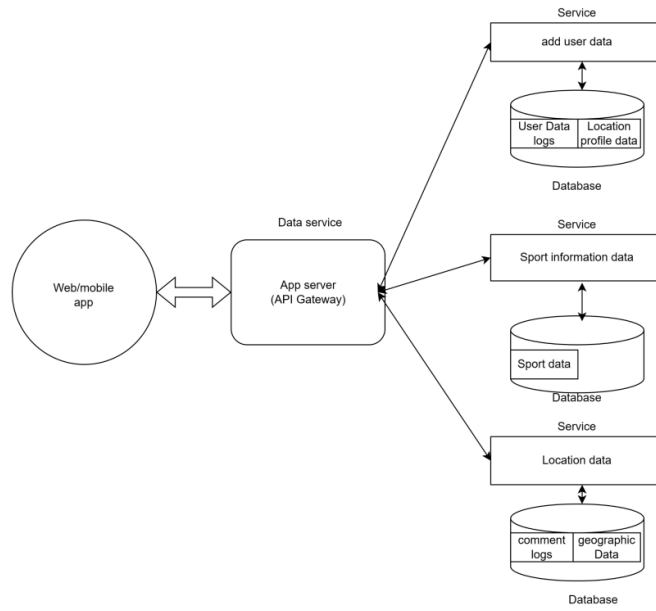 Service
add user data
User Data
logs
Location
profile data
Database
Data service
Web/mobile
app
App server
(API Gateway)
Service
Sport information data
Sport data
Database
Service
Location data
comment
logs
geographic
Data
Database